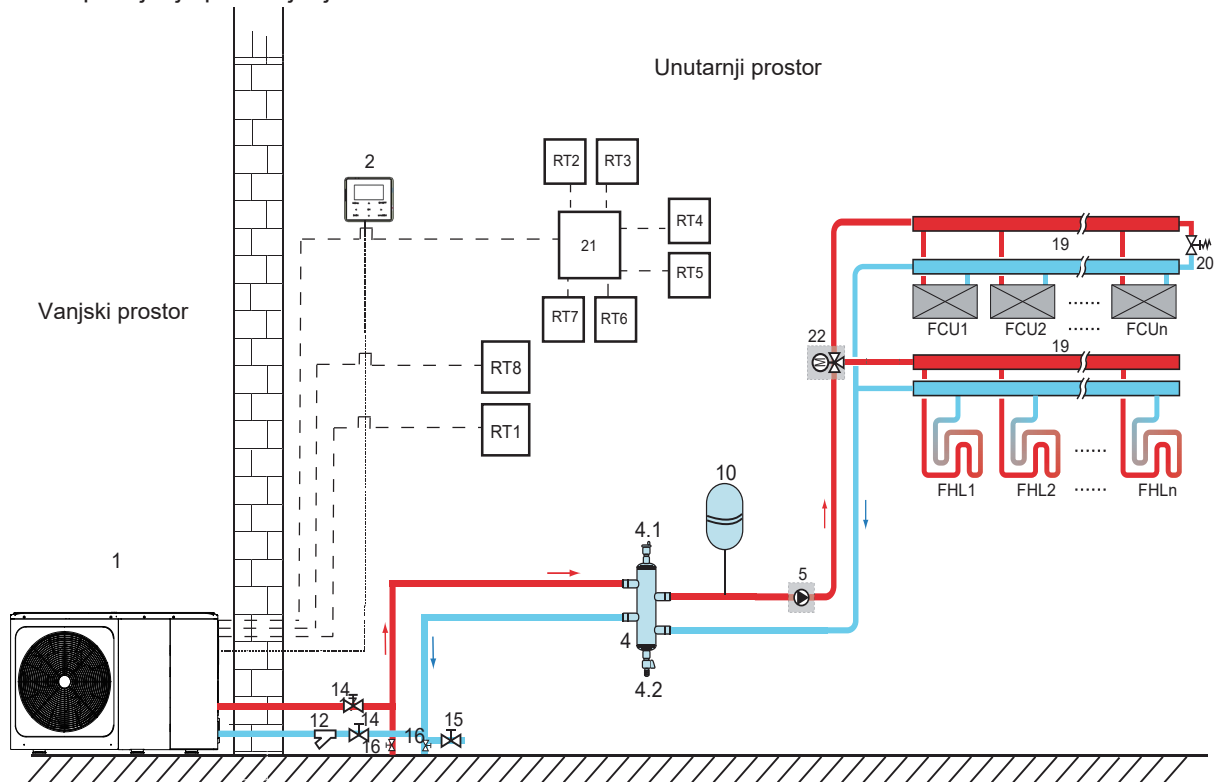 Unutarnji prostor
Vanjski prostor
2
RT2
RT3
21
RT4
RT5
RT7
RT6
RT8
RT1
19
20
FCU1
FCU2
......
......
FCUn
22
19
FHL1
FHL2
......
......
FHLn
10
4.1
5
4
4.2
1
14
12
14
16
16
15